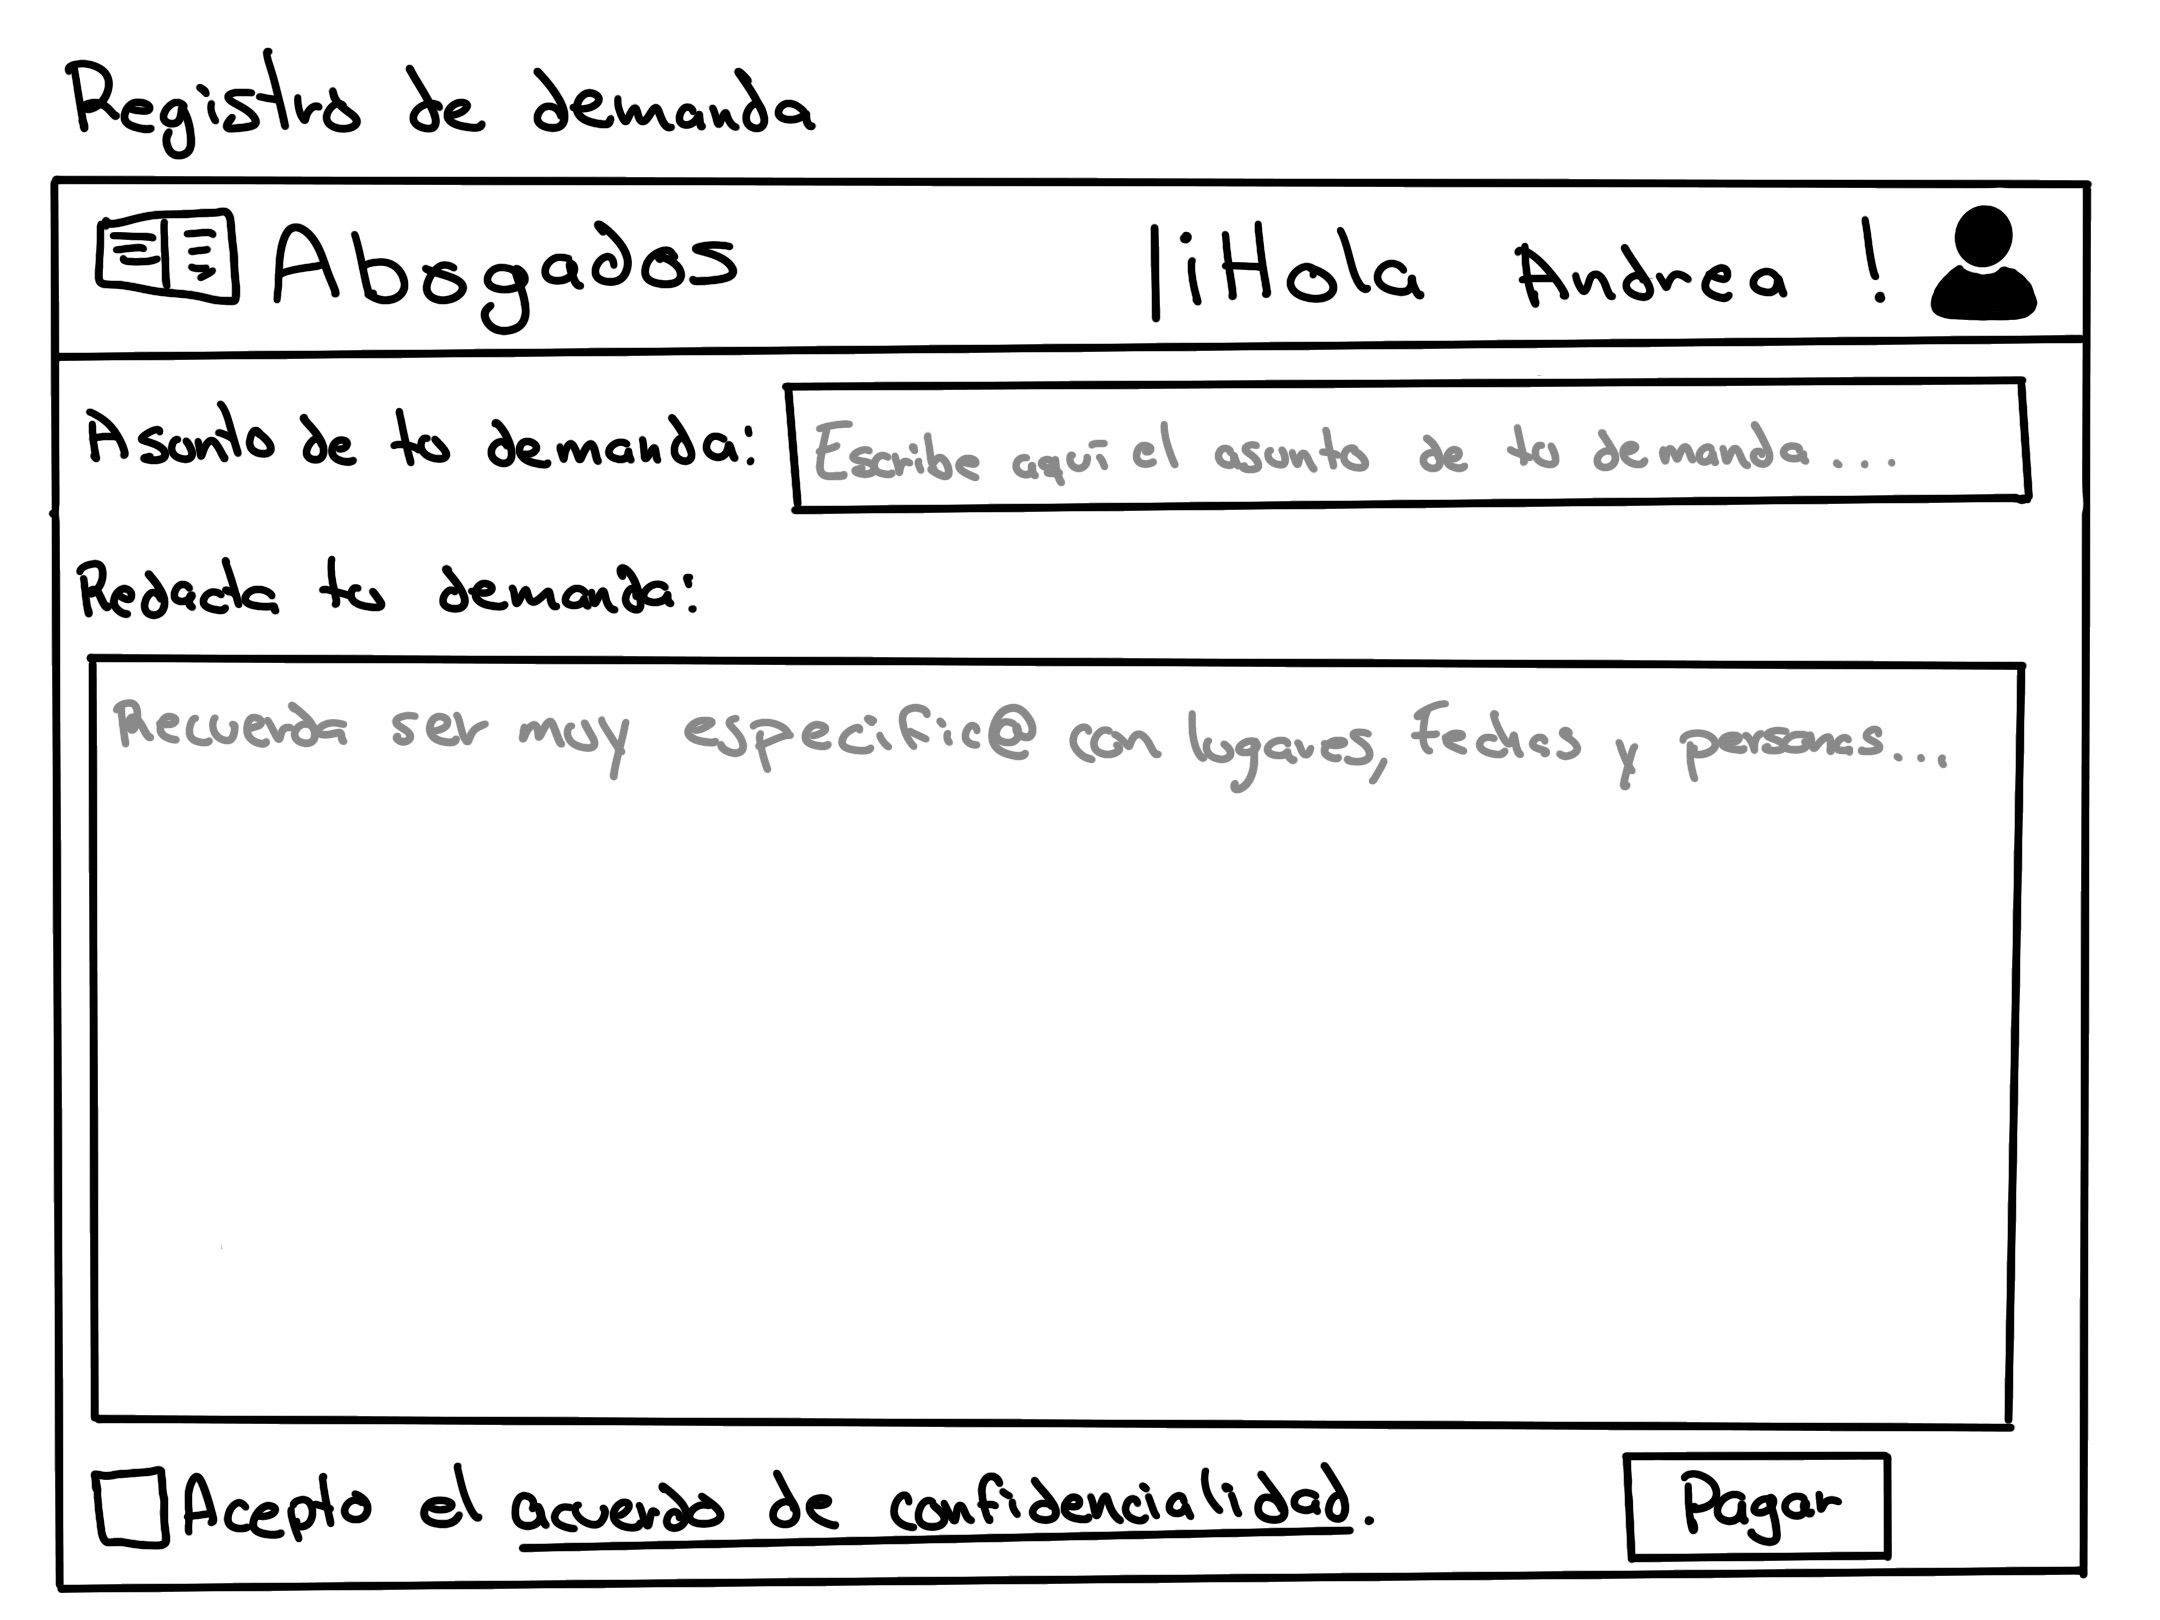 Registro de demanda
Abogados
|¡Hola Andrea !
Asunto de tu demanda:
Escribe aquí el asunto de tu demanda...
Redacta tu demanda:
Recuerda ser muy especific@ con lugares, fechas y personas...
Acepto el acuerdo de confidencialidad.
Pagar